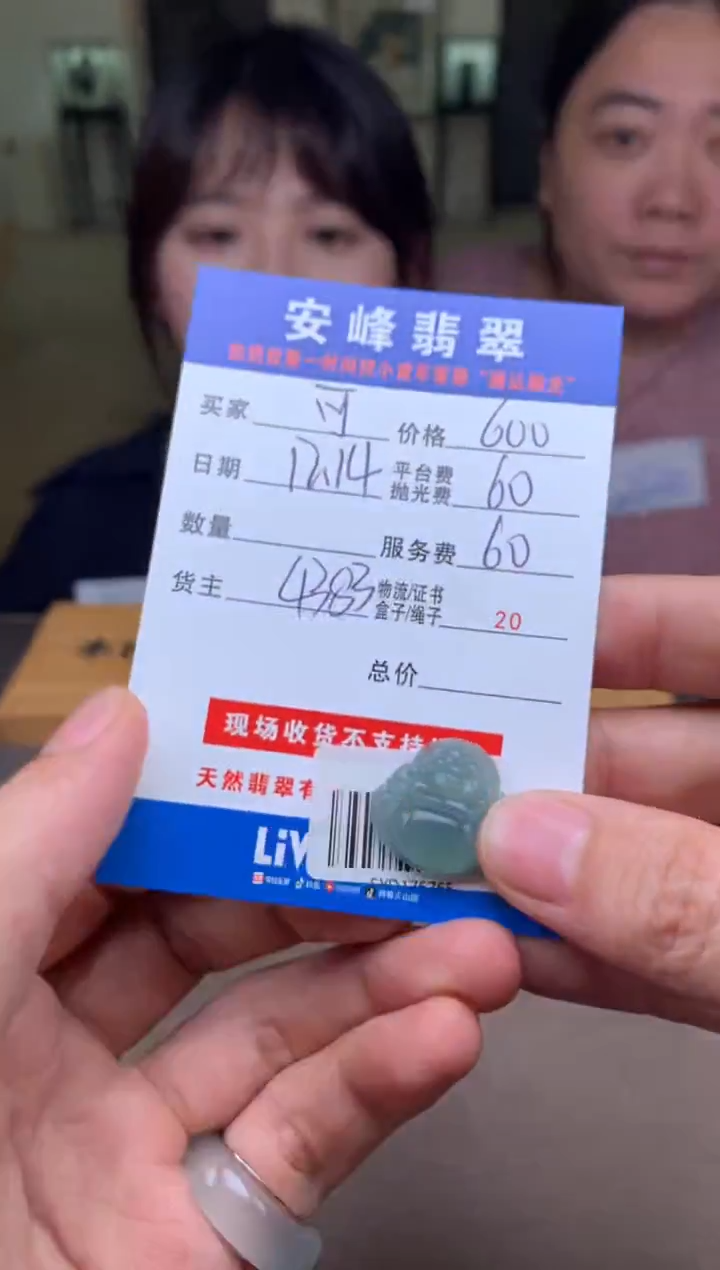 安峰翡翠
买家 可 价格 600
日期 12.14 平台费 抛光费 60
数量 服务费 60
货主 4383 物流/证书 盒子/绳子 20
总价
现场收货不支持
天然翡翠有
LiV